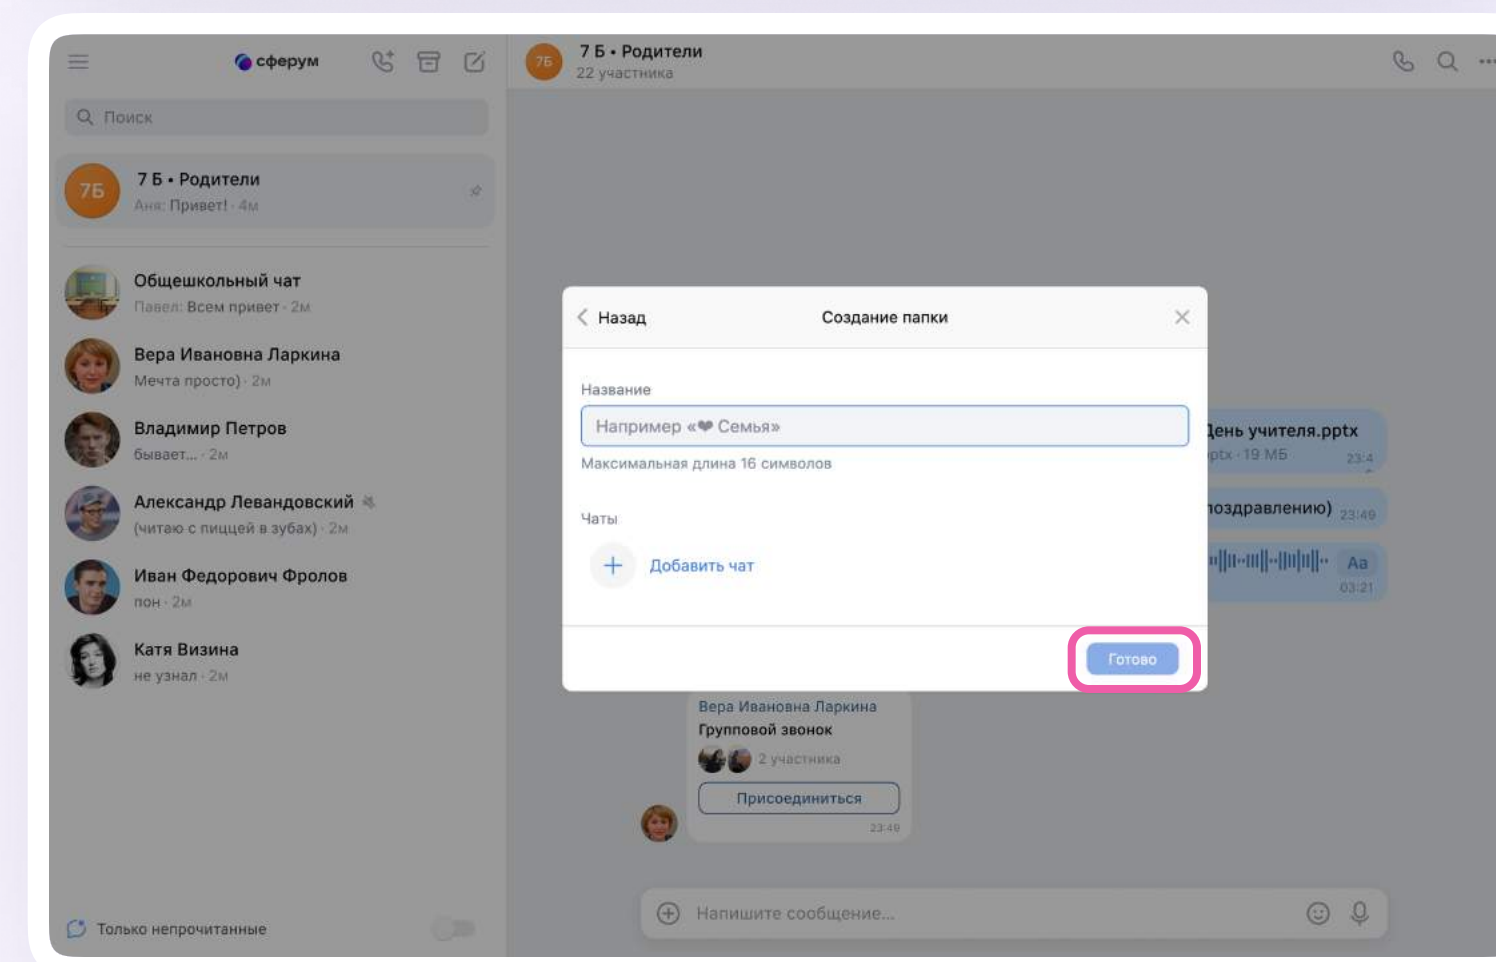 сферум
Поиск
7Б
7 Б • Родители
Аня: Привет! · 4м
Общешкольный чат
Павел: Всем привет · 2м
Вера Ивановна Ларкина
Мечта просто) · 2м
Владимир Петров
бывает... · 2м
Александр Левандовский
(читаю с пиццей в зубах) · 2м
Иван Федорович Фролов
пон · 2м
Катя Визина
не узнал · 2м
Только непрочитанные
7Б
7 Б • Родители
22 участника
Назад
Создание папки
Название
Например «❤ Семья»
Максимальная длина 16 символов
Чаты
Добавить чат
Готово
День учителя.pptx
pptx · 19 МБ
23:4
поздравлению) 23:49
Aa
03:21
Вера Ивановна Ларкина
Групповой звонок
2 участника
Присоединиться
23:49
Напишите сообщение...